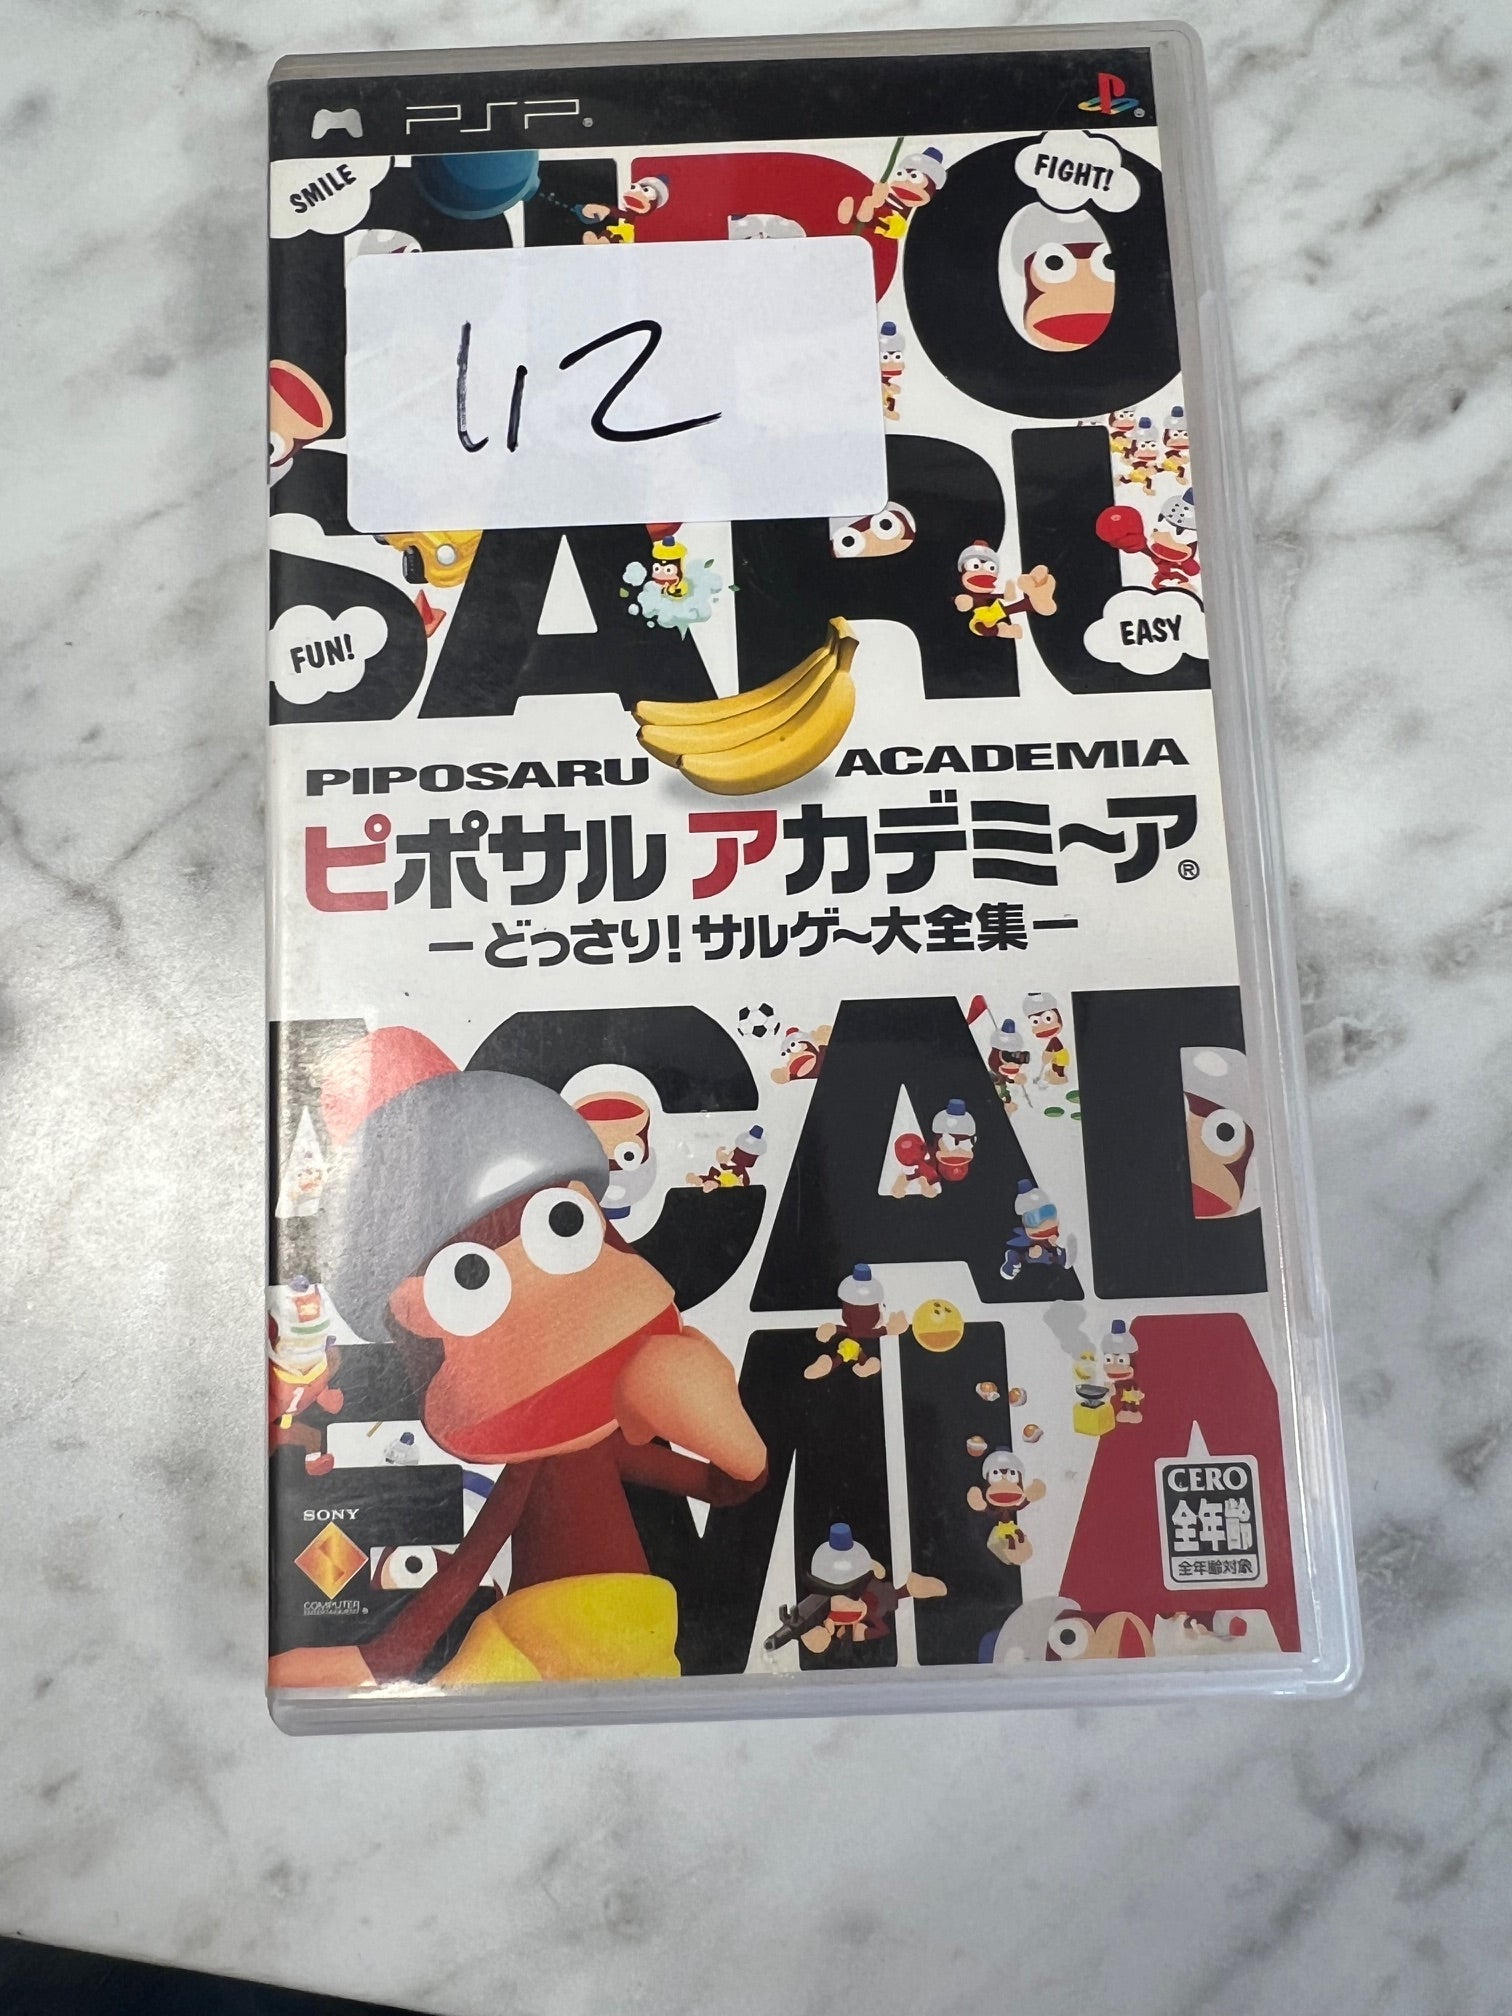 PSP®
SMILE
FIGHT!
112
FUN!
EASY
PIPOSARU ACADEMIA
ピポサル アカデミ〜ア®
ーどっさり!サルゲ〜大全集ー
CERO
全年齢
全年齢対象
SONY
COMPUTER
ENTERTAINMENT®